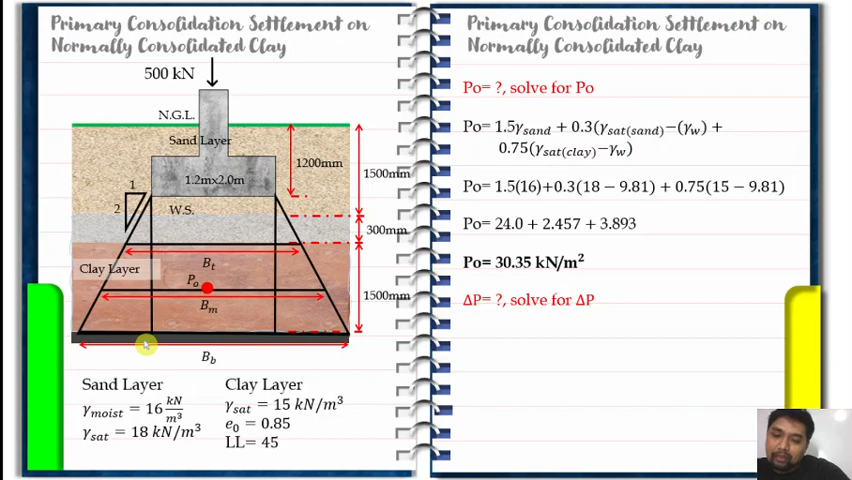 Primary Consolidation Settlement on
Normally Consolidated Clay
500 kN
N.G.L.
Sand Layer
1200mm
1500mm
1.2mx2.0m
1
2
W.S.
300mm
B_t
Clay Layer
P_o
B_m
1500mm
B_b
Sand Layer
γ_moist = 16 kN/m³
γ_sat = 18 kN/m³
Clay Layer
γ_sat = 15 kN/m³
e_0 = 0.85
LL= 45
Primary Consolidation Settlement on
Normally Consolidated Clay
Po= ?, solve for Po
Po= 1.5γ_sand + 0.3(γ_sat(sand)−(γ_w) +
0.75(γ_sat(clay)−γ_w)
Po= 1.5(16)+0.3(18 − 9.81) + 0.75(15 − 9.81)
Po= 24.0 + 2.457 + 3.893
Po= 30.35 kN/m²
ΔP= ?, solve for ΔP